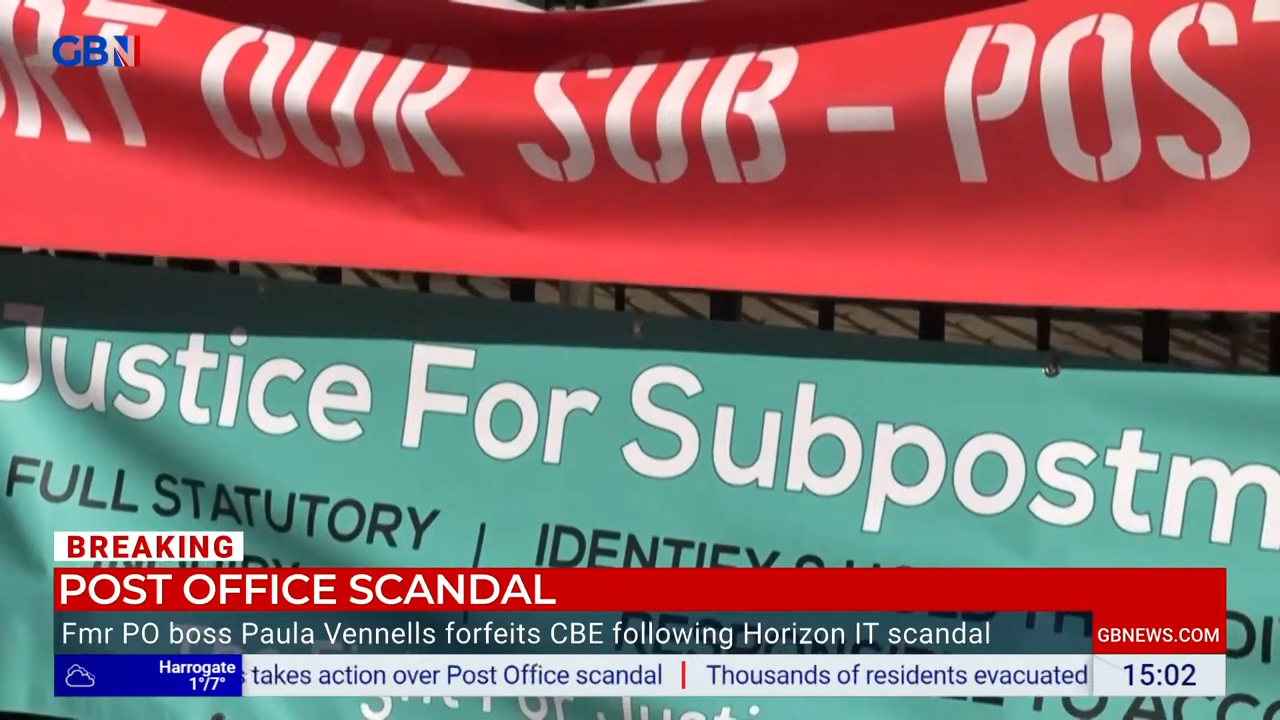 GBN
ORT OUR SUB-POST
Justice For Subpostm
FULL STATUTORY | IDENTIFY
BREAKING
POST OFFICE SCANDAL
Fmr PO boss Paula Vennells forfeits CBE following Horizon IT scandal
GBNEWS.COM
Harrogate
1°/7°
s takes action over Post Office scandal | Thousands of residents evacuated
15:02